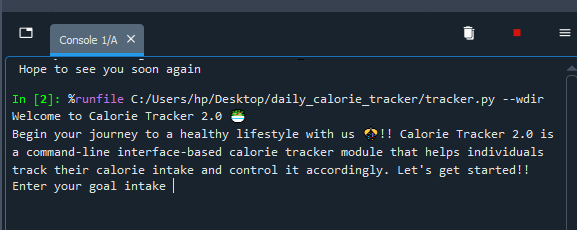 Console 1/A
Hope to see you soon again
In [2]: %runfile C:/Users/hp/Desktop/daily_calorie_tracker/tracker.py --wdir
Welcome to Calorie Tracker 2.0 🥗
Begin your journey to a healthy lifestyle with us 🎊!! Calorie Tracker 2.0 is
a command-line interface-based calorie tracker module that helps individuals
track their calorie intake and control it accordingly. Let's get started!!
Enter your goal intake